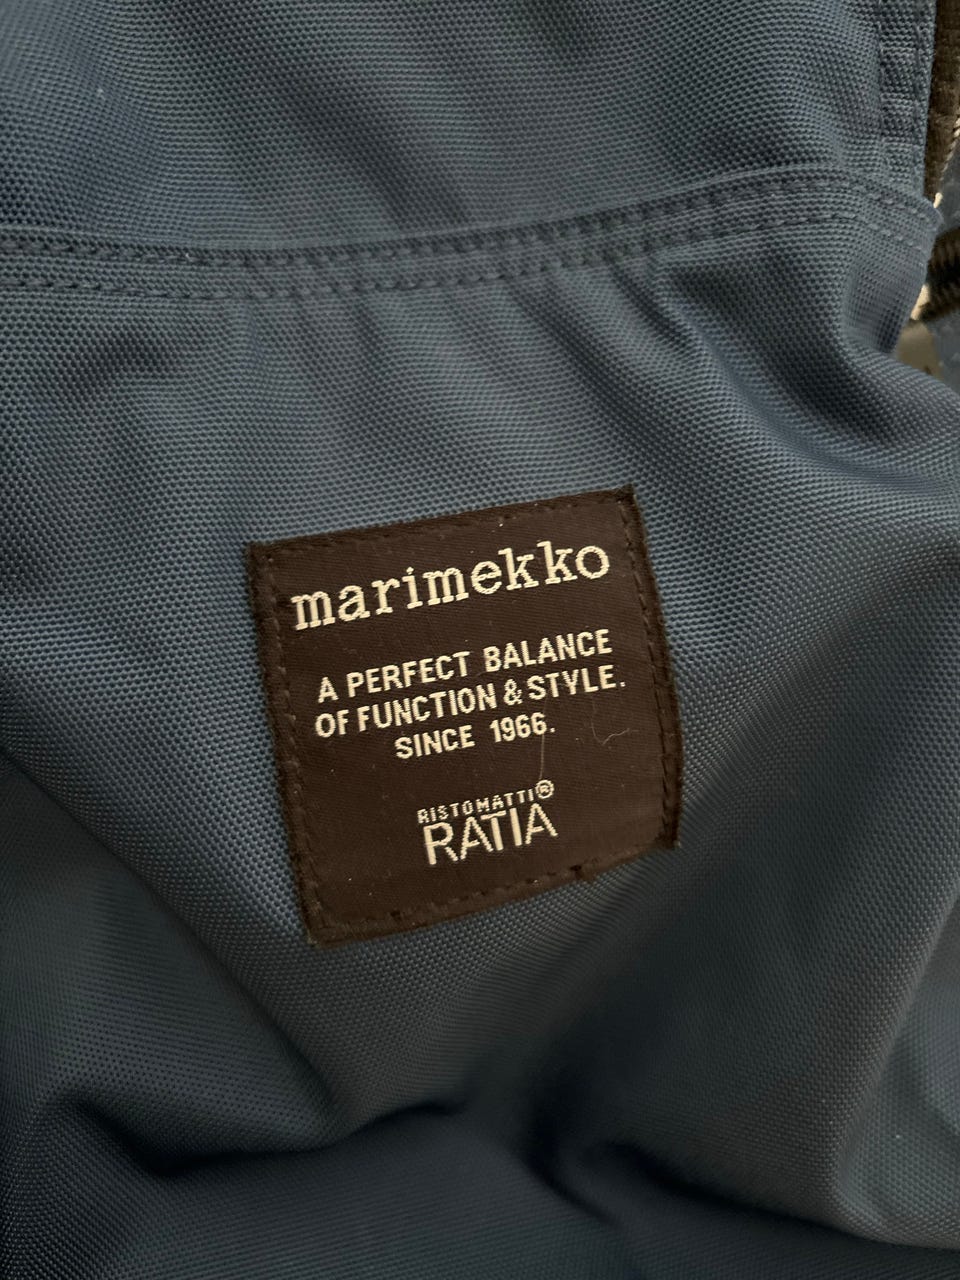 marimekko
A PERFECT BALANCE
OF FUNCTION & STYLE.
SINCE 1966.
RISTOMATTI®
RATIA